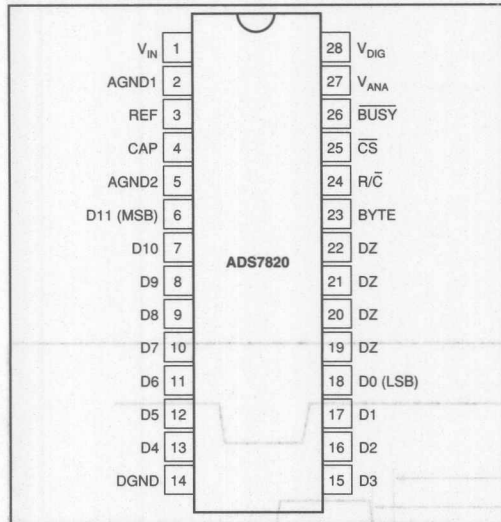 V_IN 1 28 V_DIG
AGND1 2 27 V_ANA
REF 3 26 B̅U̅S̅Y̅
CAP 4 25 C̅S̅
AGND2 5 24 R/C̅
D11 (MSB) 6 23 BYTE
D10 7 22 DZ
ADS7820
D9 8 21 DZ
D8 9 20 DZ
D7 10 19 DZ
D6 11 18 D0 (LSB)
D5 12 17 D1
D4 13 16 D2
DGND 14 15 D3